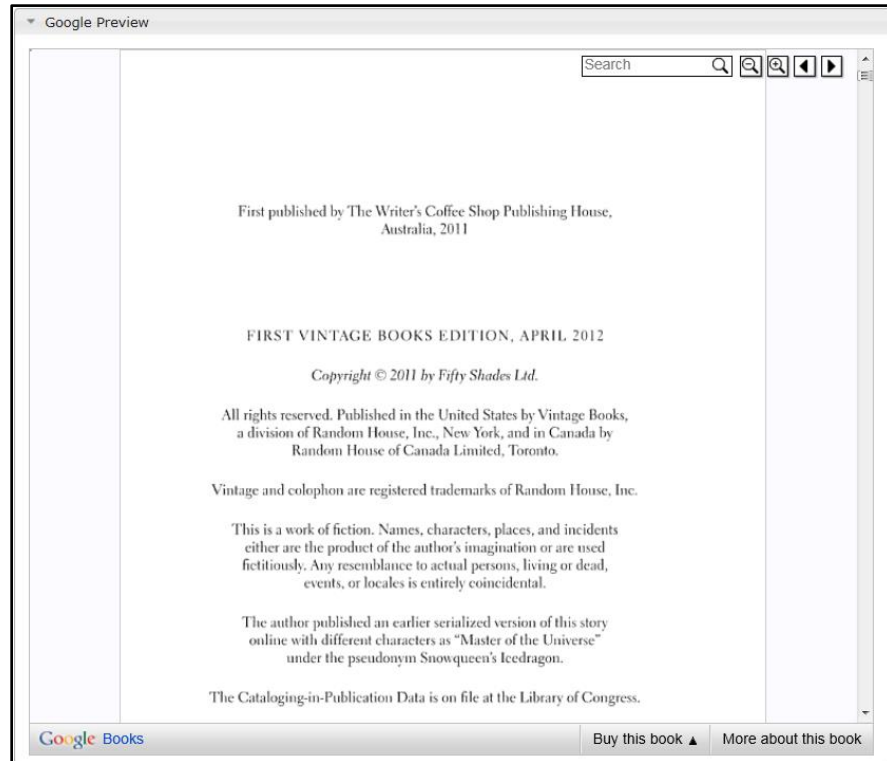 Google Preview
Search
First published by The Writer's Coffee Shop Publishing House,
Australia, 2011
FIRST VINTAGE BOOKS EDITION, APRIL 2012
Copyright © 2011 by Fifty Shades Ltd.
All rights reserved. Published in the United States by Vintage Books,
a division of Random House, Inc., New York, and in Canada by
Random House of Canada Limited, Toronto.
Vintage and colophon are registered trademarks of Random House, Inc.
This is a work of fiction. Names, characters, places, and incidents
either are the product of the author's imagination or are used
fictitiously. Any resemblance to actual persons, living or dead,
events, or locales is entirely coincidental.
The author published an earlier serialized version of this story
online with different characters as “Master of the Universe”
under the pseudonym Snowqueen's Icedragon.
The Cataloging-in-Publication Data is on file at the Library of Congress.
Google Books Buy this book ▲ More about this book